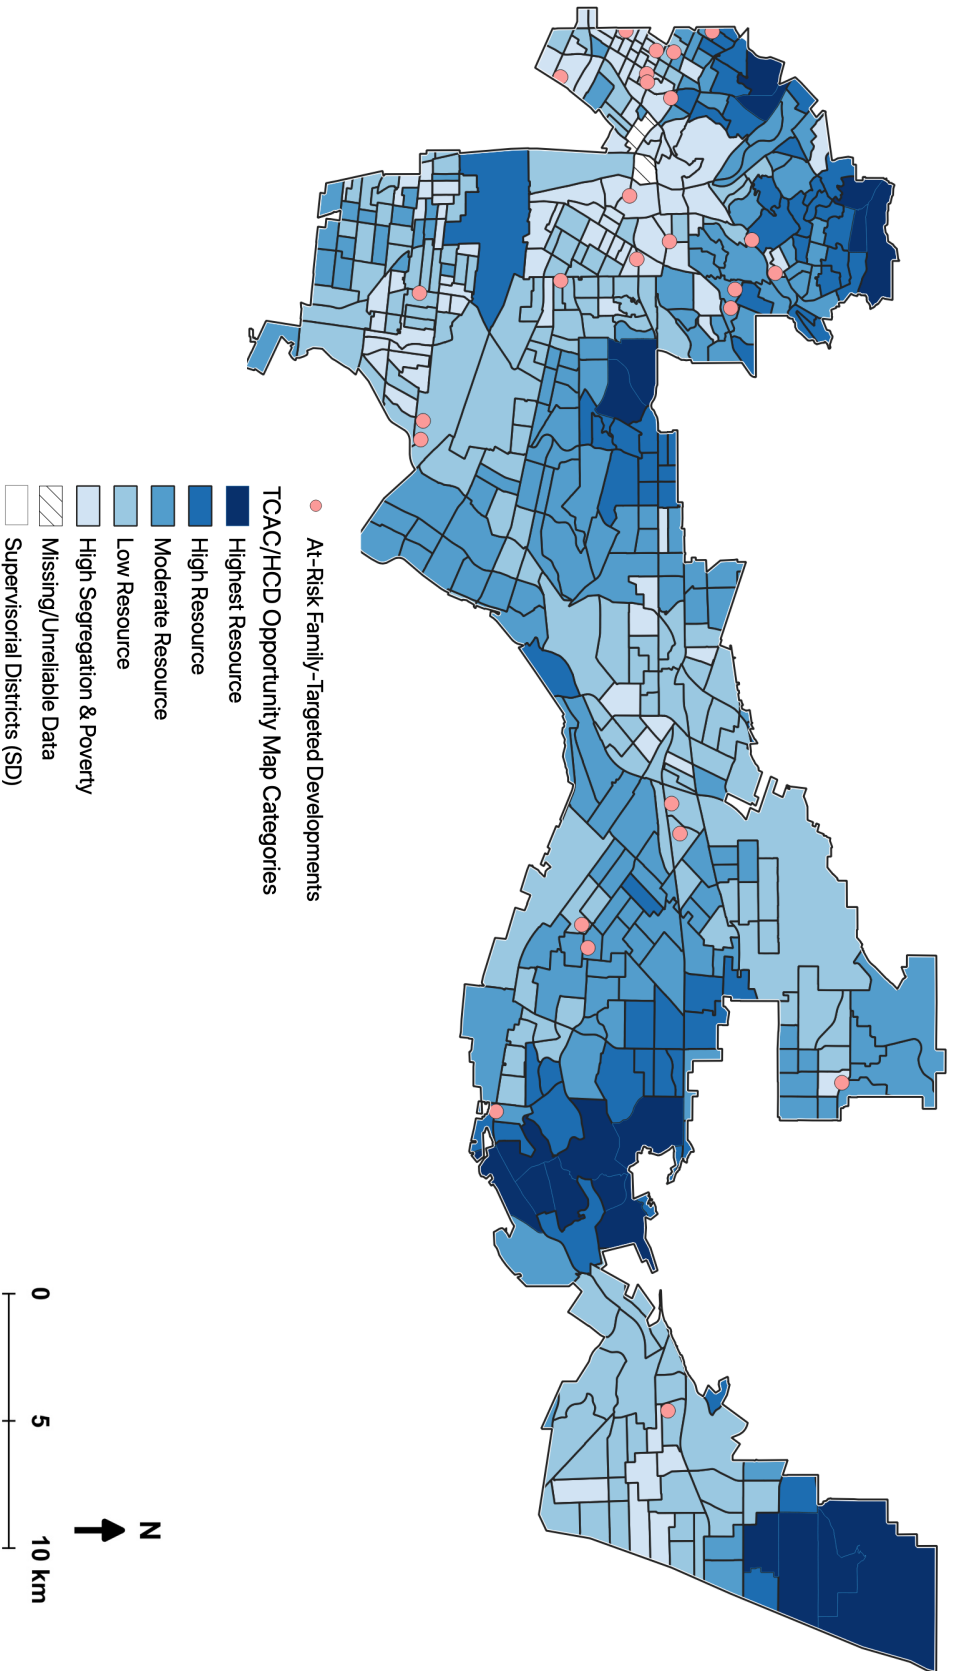 At-Risk Family-Targeted Developments
TCAC/HCD Opportunity Map Categories
Highest Resource
High Resource
Moderate Resource
Low Resource
High Segregation & Poverty
Missing/Unreliable Data
Supervisorial Districts (SD)
N
0 5 10 km